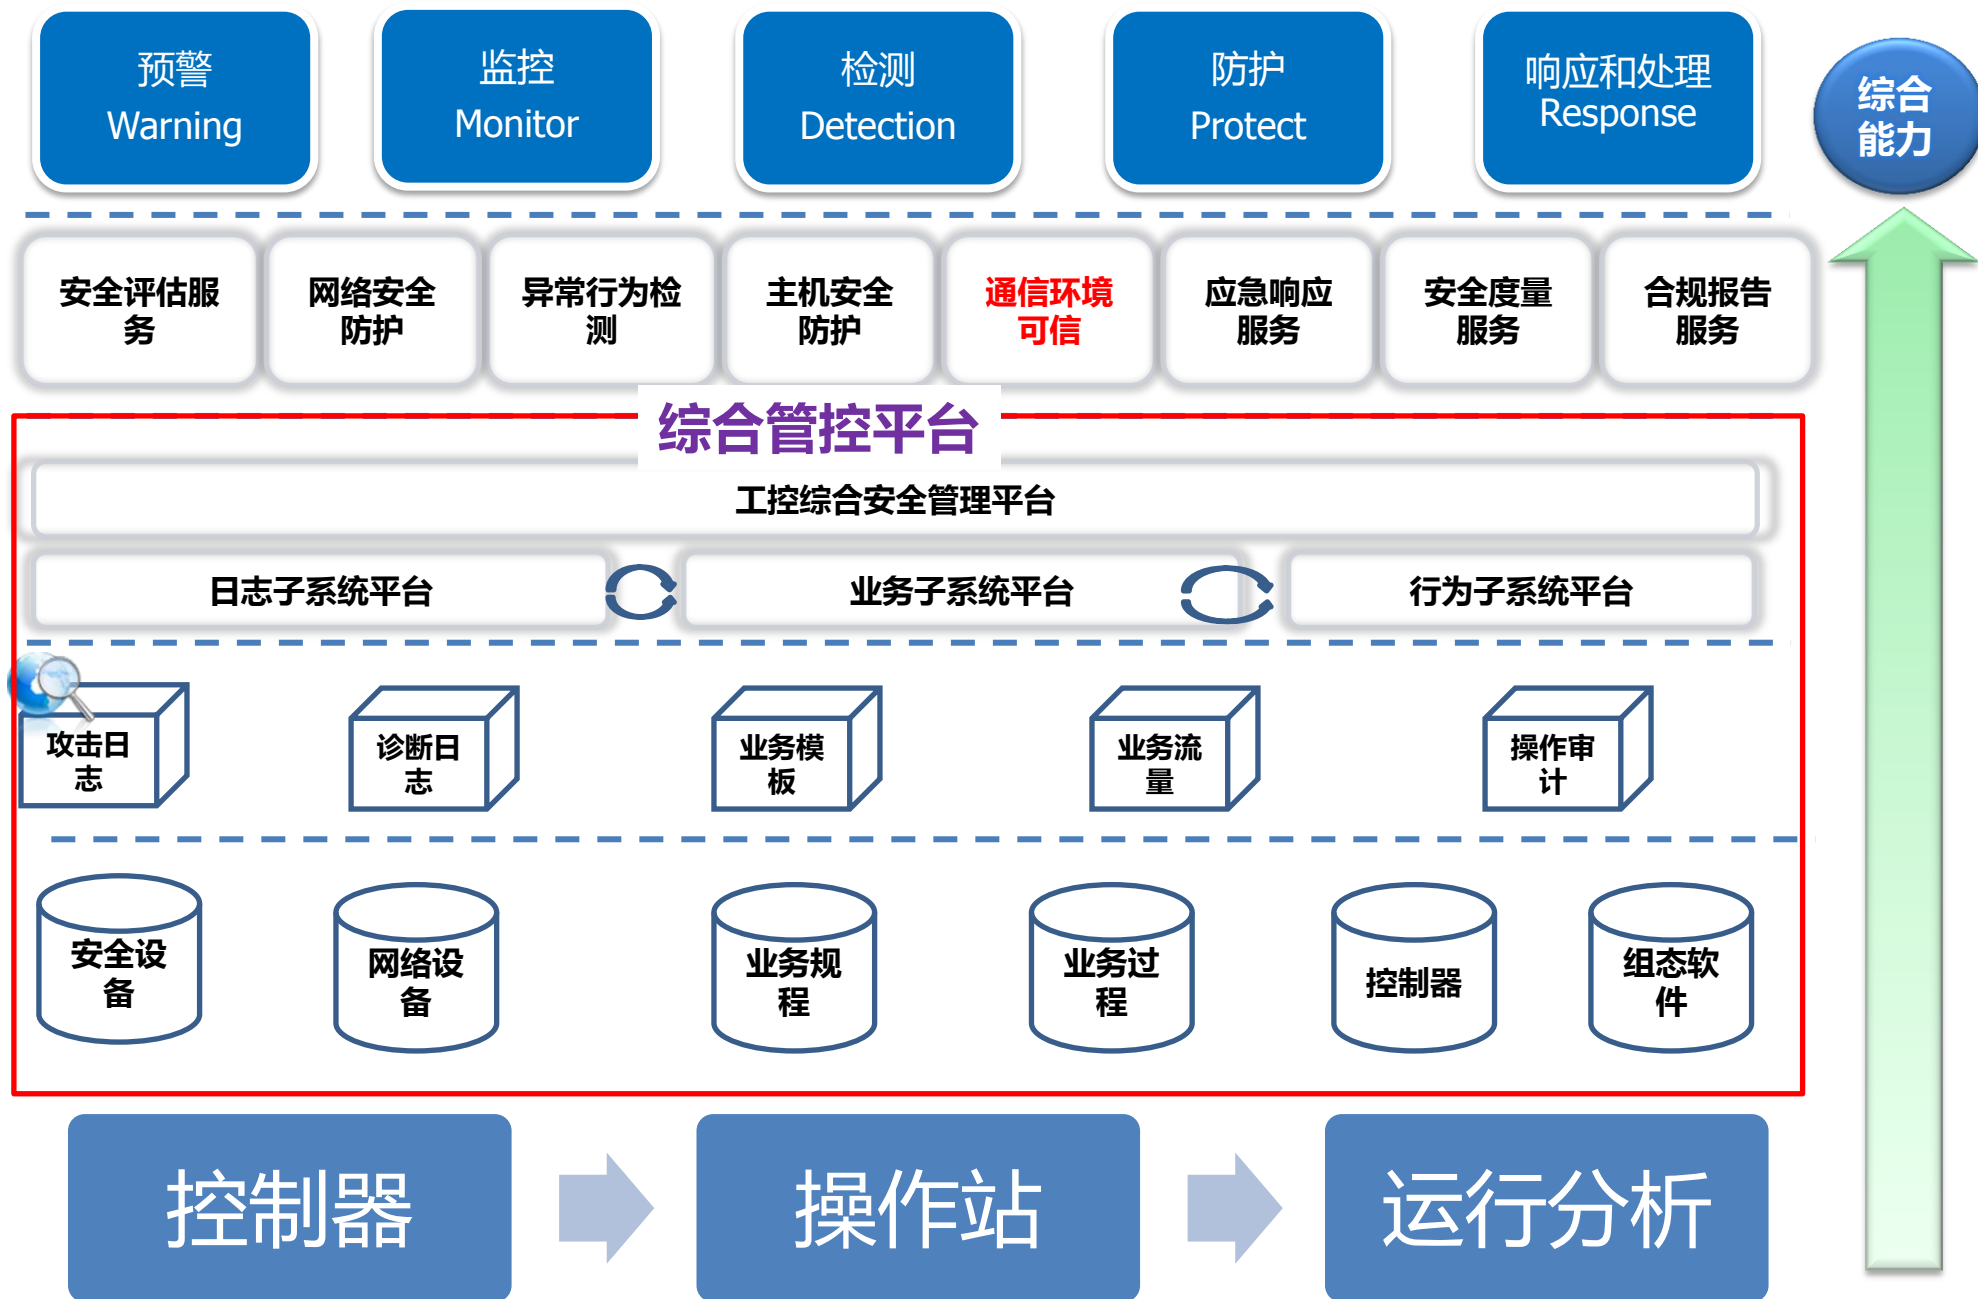 预警
Warning
监控
Monitor
检测
Detection
防护
Protect
响应和处理
Response
综合
能力
安全评估服
务
网络安全
防护
异常行为检
测
主机安全
防护
通信环境
可信
应急响应
服务
安全度量
服务
合规报告
服务
综合管控平台
工控综合安全管理平台
日志子系统平台
业务子系统平台
行为子系统平台
攻击日
志
诊断日
志
业务模
板
业务流
量
操作审
计
安全设
备
网络设
备
业务规
程
业务过
程
控制器
组态软
件
控制器
操作站
运行分析